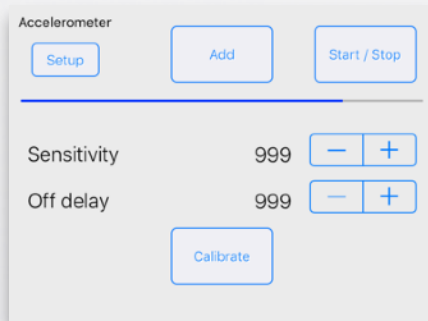 Accelerometer
Setup
Add
Start / Stop
Sensitivity 999 − +
Off delay 999 − +
Calibrate